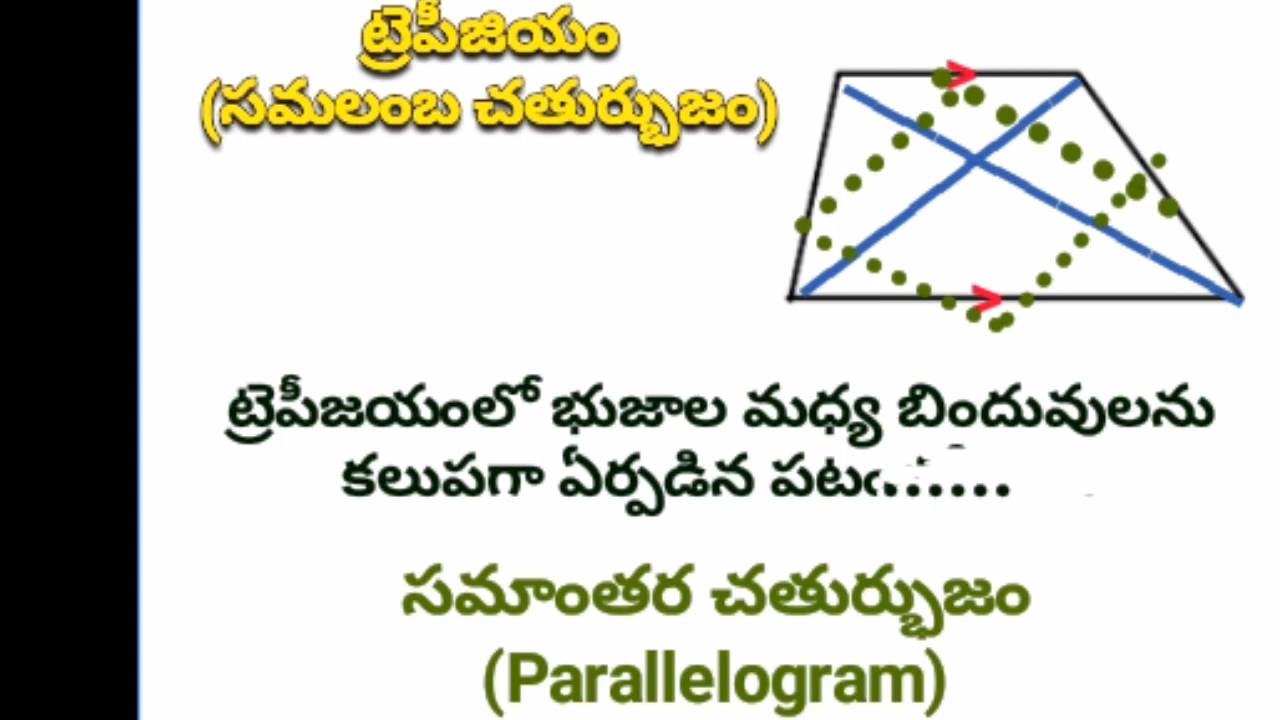 ట్రెపీజియం
(సమలంబ చతుర్భుజం)
ట్రెపీజయంలో భుజాల మధ్య బిందువులను
కలుపగా ఏర్పడిన ......
సమాంతర చతుర్భుజం
(Parallelogram)